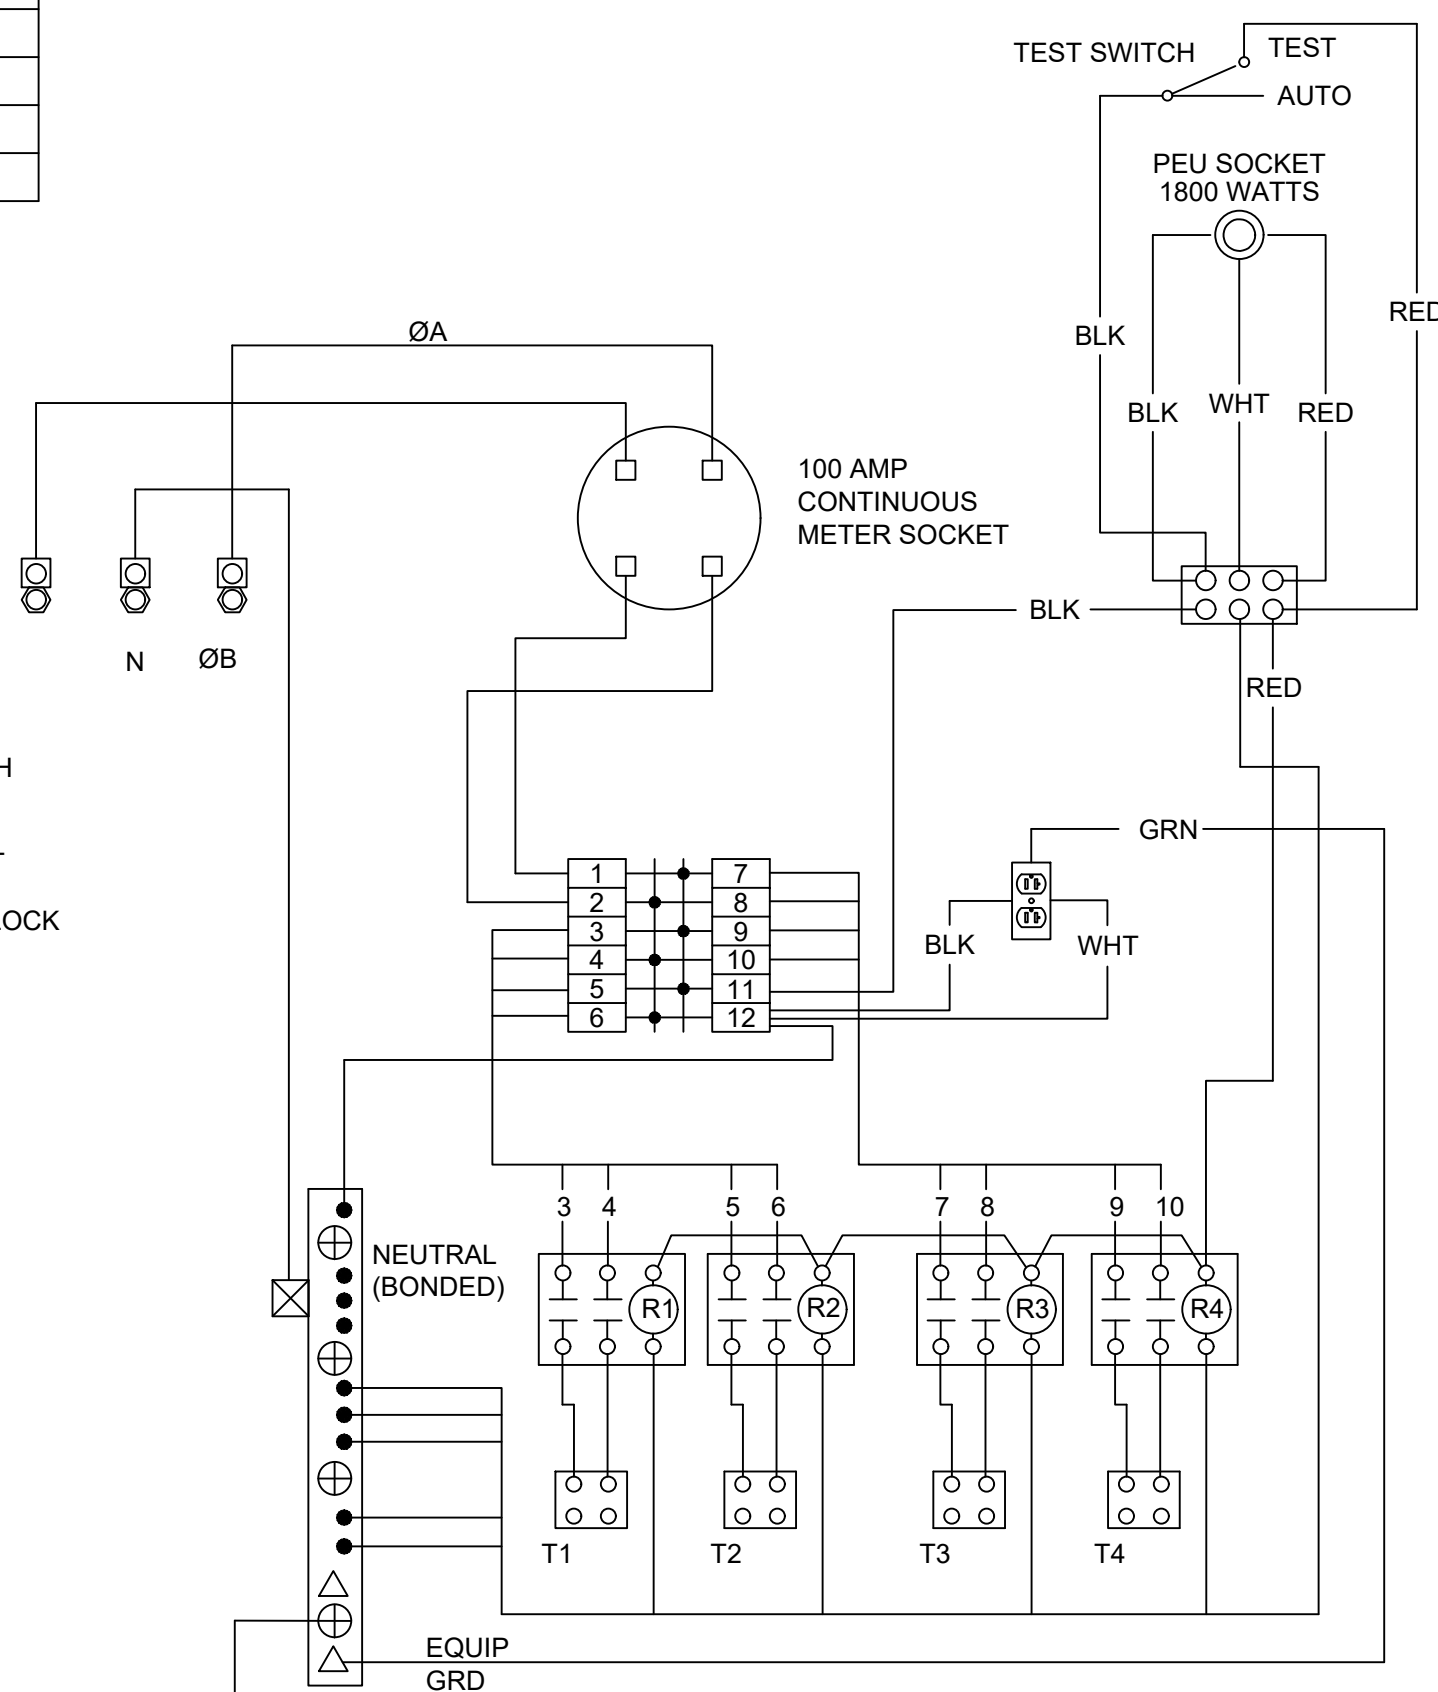 TEST SWITCH
TEST
AUTO
PEU SOCKET
1800 WATTS
ØA
RED
BLK
BLK
WHT
RED
100 AMP
CONTINUOUS
METER SOCKET
BLK
N
ØB
RED
H
GRN
1
7
2
8
LOCK
3
9
BLK
WHT
4
10
5
11
6
12
3
4
5
6
7
8
9
10
NEUTRAL
(BONDED)
R1
R2
R3
R4
T1
T2
T3
T4
EQUIP
GRD